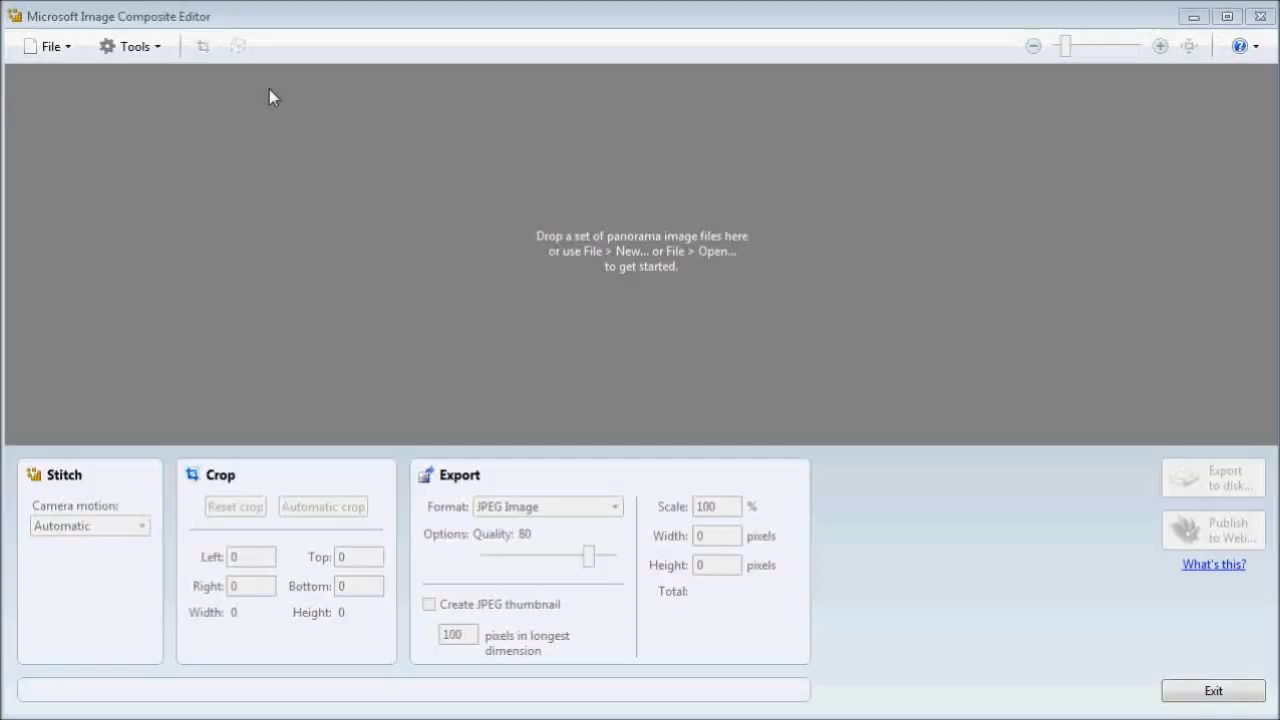 Microsoft Image Composite Editor
File Tools
Drop a set of panorama image files here
or use File > New... or File > Open...
to get started.
Stitch
Camera motion:
Automatic
Crop
Reset crop Automatic crop
Left: 0 Top: 0
Right: 0 Bottom: 0
Width: 0 Height: 0
Export
Format: JPEG Image
Options: Quality: 80
Create JPEG thumbnail
100 pixels in longest
dimension
Scale: 100 %
Width: 0 pixels
Height: 0 pixels
Total:
Export
to disk...
Publish
to Web...
What's this?
Exit